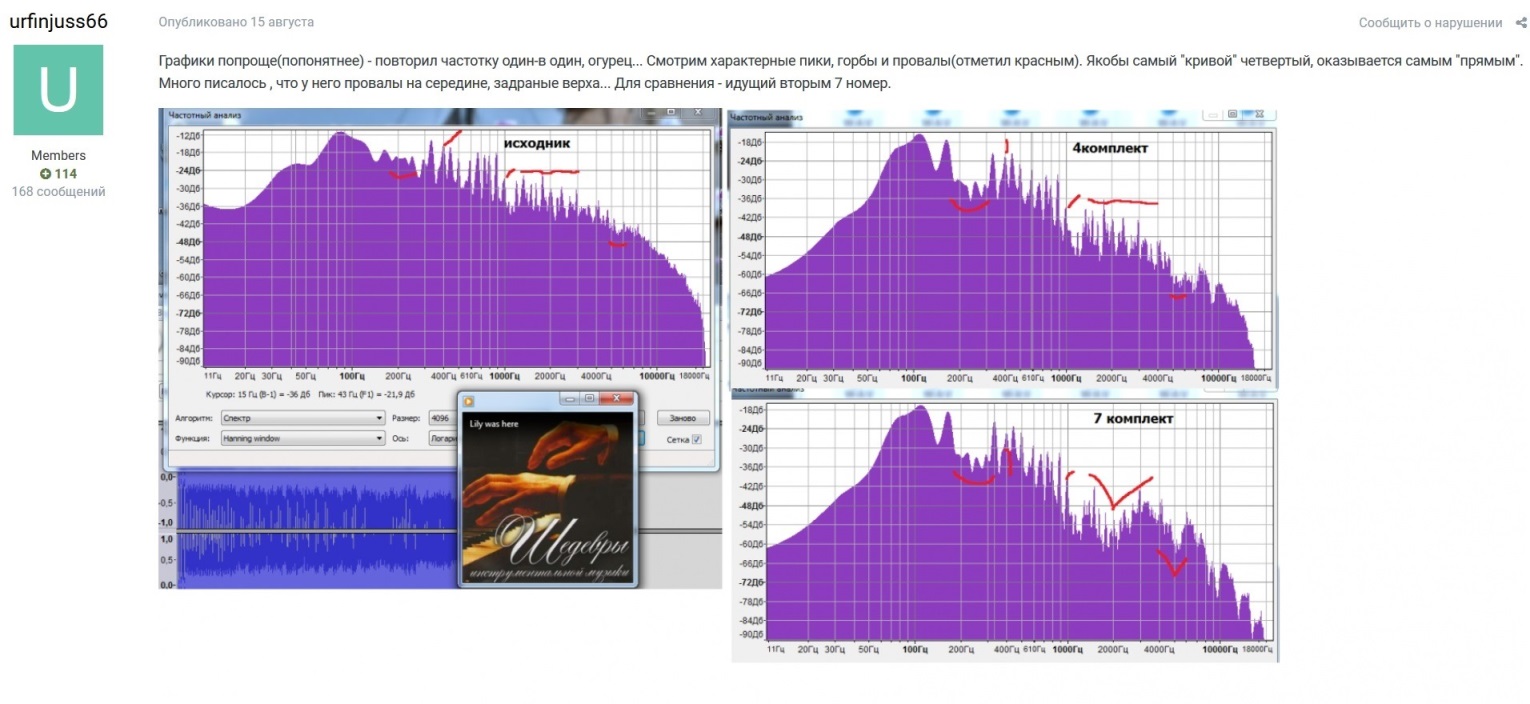 urfinjuss66
Опубликовано 15 августа
Сообщить о нарушении
U
Members
114
168 сообщений
Графики попроще(попонятнее) - повторил частотку один-в один, огурец... Смотрим характерные пики, горбы и провалы(отметил красным). Якобы самый "кривой" четвертый, оказывается самым "прямым".
Много писалось , что у него провалы на середине, задраные верха... Для сравнения - идущий вторым 7 номер.
Частотный анализ
исходник
-12Дб
-18Дб
-24Дб
-30Дб
-36Дб
-42Дб
-48Дб
-54Дб
-60Дб
-66Дб
-72Дб
-78Дб
-84Дб
-90Дб
11Гц 20Гц 30Гц 50Гц 100Гц 200Гц 400Гц 610Гц 1000Гц 2000Гц 4000Гц 10000Гц 18000Гц
Курсор: 15 Гц (B-1) = -36 дБ Пик: 43 Гц (F1) = -21,9 дБ
Алгоритм: Спектр Размер: 4096 Заново
Функция: Hanning window Ось: Логари Сетка
0,0
-0,5
-1,0
1,0
0,5
0,0
Lily was here
Шедевры
инструментальной музыки
Частотный анализ
4комплект
-18Дб
-24Дб
-30Дб
-36Дб
-42Дб
-48Дб
-54Дб
-60Дб
-66Дб
-72Дб
-78Дб
-84Дб
-90Дб
11Гц 20Гц 30Гц 50Гц 100Гц 200Гц 400Гц 610Гц 1000Гц 2000Гц 4000Гц 10000Гц 18000Гц
Частотный анализ
7 комплект
-18Дб
-24Дб
-30Дб
-36Дб
-42Дб
-48Дб
-54Дб
-60Дб
-66Дб
-72Дб
-78Дб
-84Дб
-90Дб
11Гц 20Гц 30Гц 50Гц 100Гц 200Гц 400Гц 610Гц 1000Гц 2000Гц 4000Гц 10000Гц 18000Гц